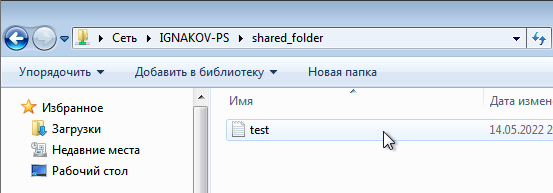 Сеть ▸ IGNAKOV-PS ▸ shared_folder
Упорядочить Добавить в библиотеку Новая папка
Избранное
Загрузки
Недавние места
Рабочий стол
Имя Дата измен
test 14.05.2022 2